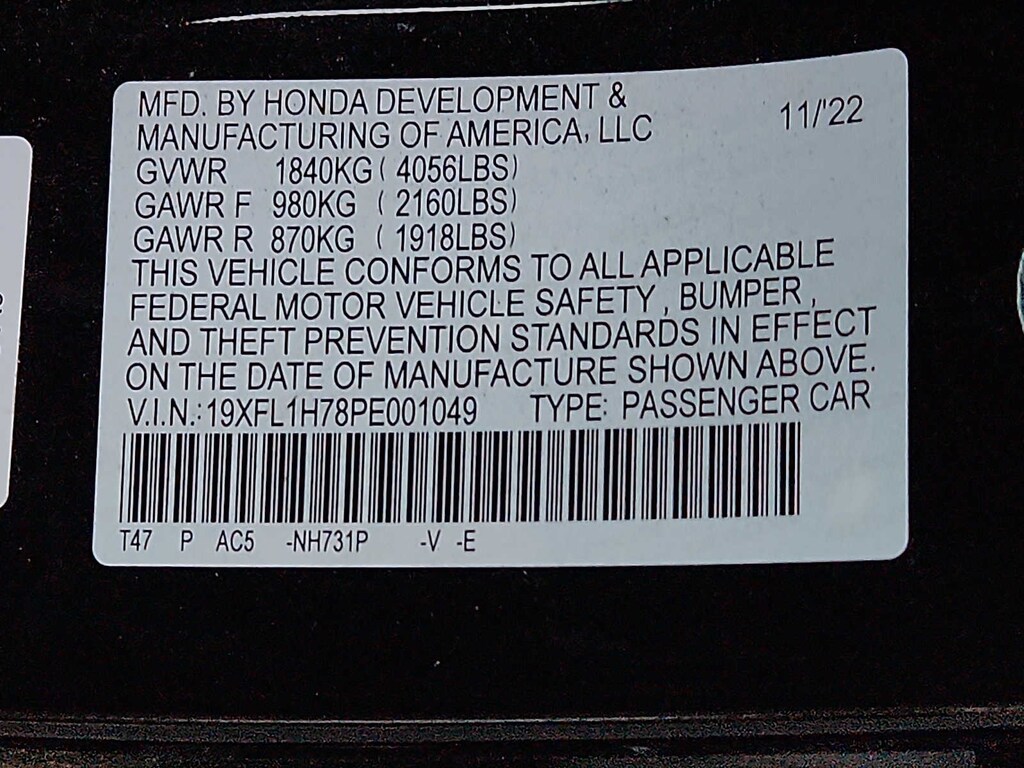 MFD. BY HONDA DEVELOPMENT &
MANUFACTURING OF AMERICA, LLC
11/'22
GVWR 1840KG ( 4056LBS)
GAWR F 980KG ( 2160LBS)
GAWR R 870KG ( 1918LBS)
THIS VEHICLE CONFORMS TO ALL APPLICABLE
FEDERAL MOTOR VEHICLE SAFETY , BUMPER ,
AND THEFT PREVENTION STANDARDS IN EFFECT
ON THE DATE OF MANUFACTURE SHOWN ABOVE.
V.I.N.: 19XFL1H78PE001049 TYPE: PASSENGER CAR
T47 P AC5 -NH731P -V -E